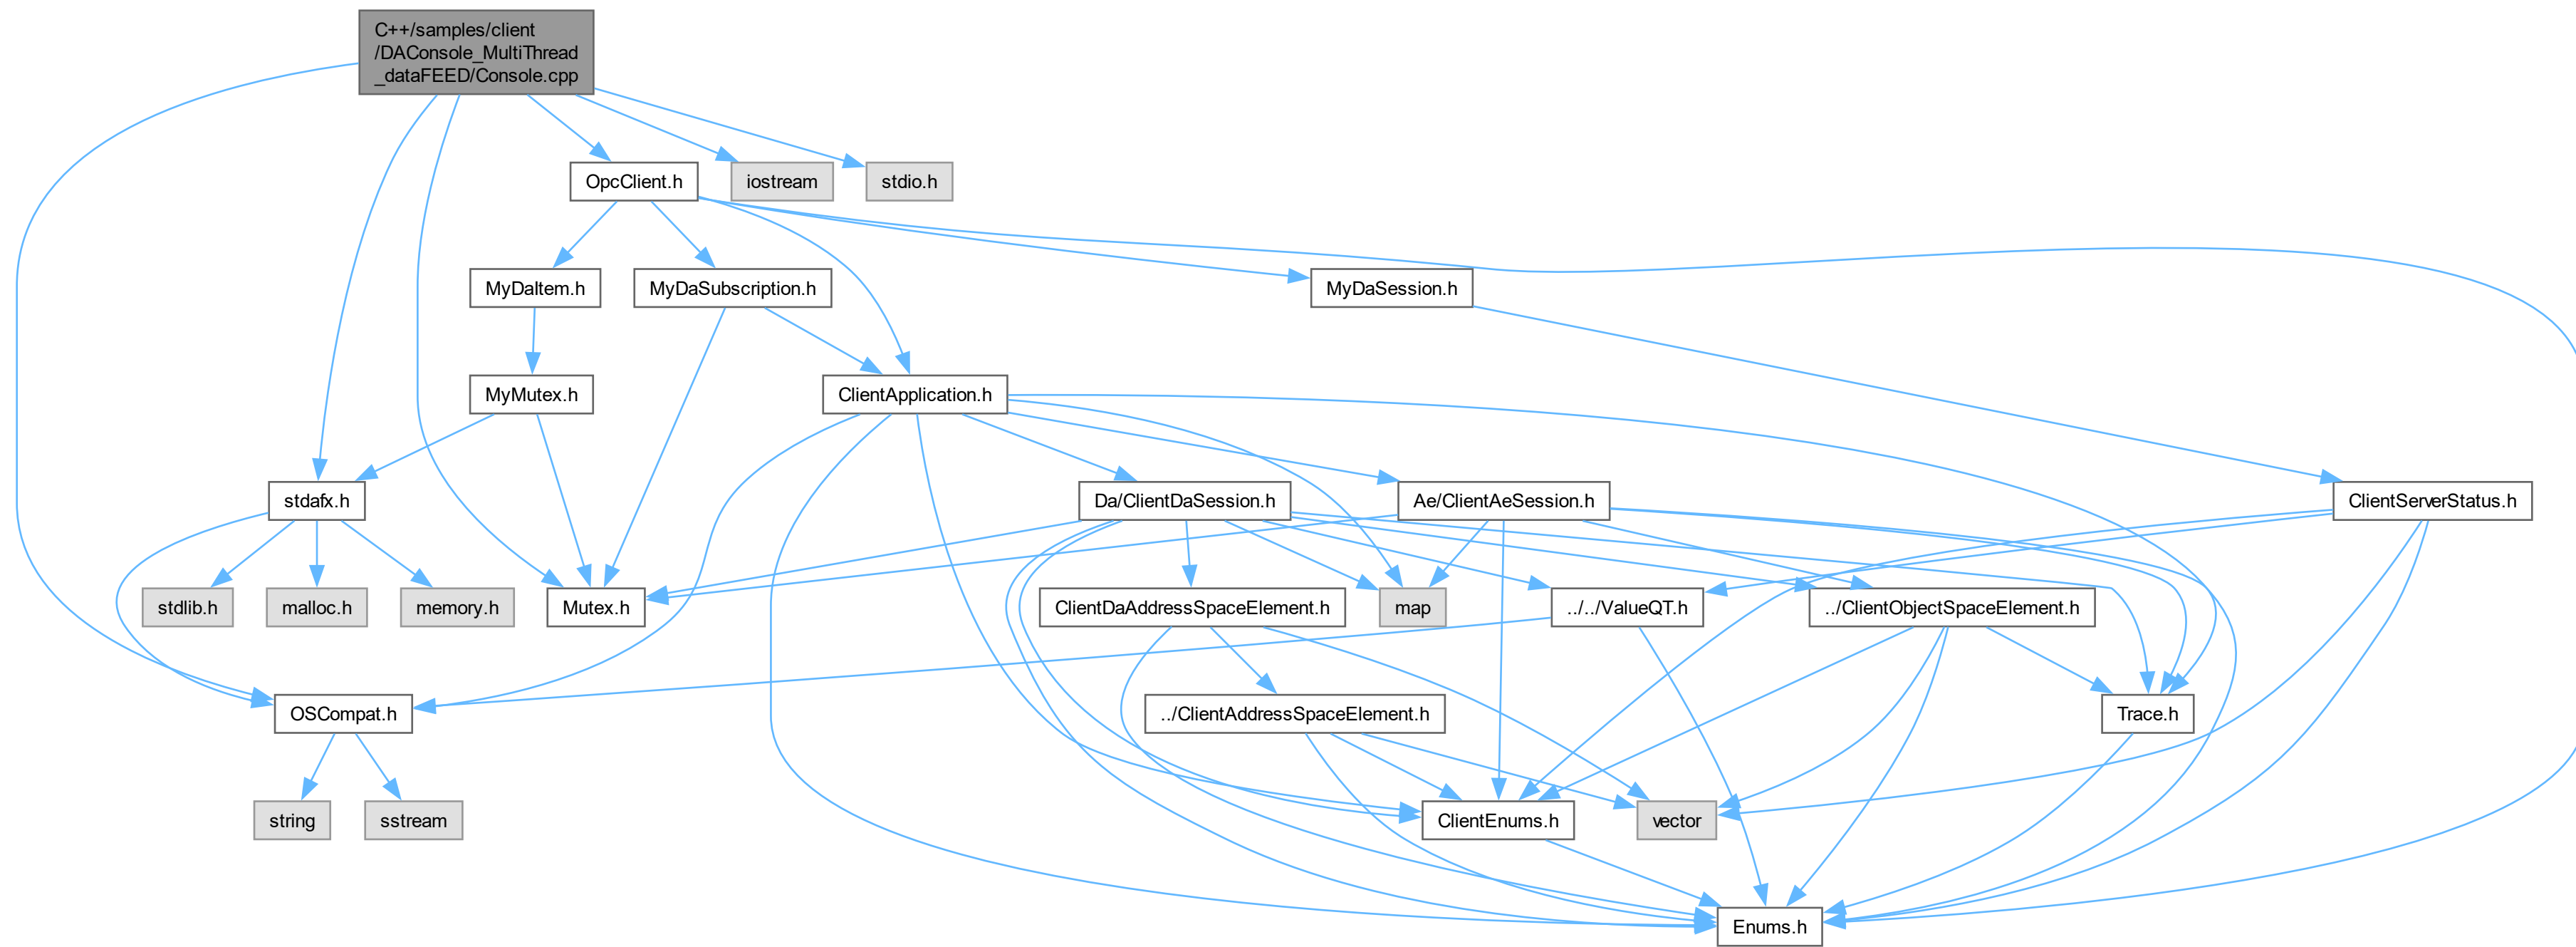 C++/samples/client
/DAConsole_MultiThread
_dataFEED/Console.cpp
OpcClient.h
iostream
stdio.h
MyDaItem.h
MyDaSubscription.h
MyDaSession.h
MyMutex.h
ClientApplication.h
stdafx.h
Da/ClientDaSession.h
Ae/ClientAeSession.h
ClientServerStatus.h
stdlib.h
malloc.h
memory.h
Mutex.h
ClientDaAddressSpaceElement.h
map
../../ValueQT.h
../ClientObjectSpaceElement.h
OSCompat.h
../ClientAddressSpaceElement.h
Trace.h
string
sstream
ClientEnums.h
vector
Enums.h